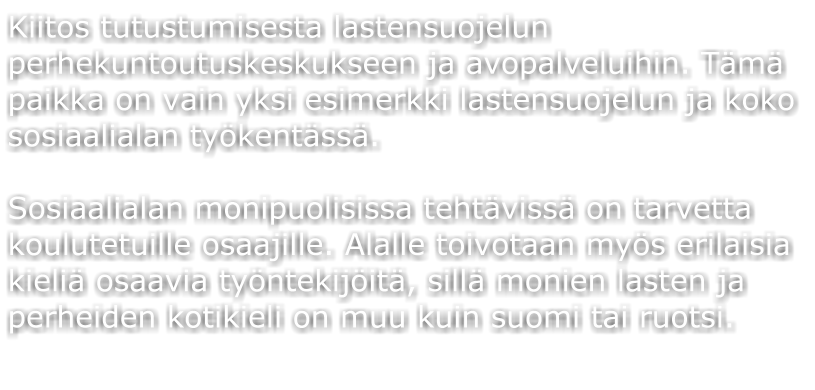 Kiitos tutustumisesta lastensuojelun
perhekuntoutuskeskukseen ja avopalveluihin. Tämä
paikka on vain yksi esimerkki lastensuojelun ja koko
sosiaalialan työkentässä.
Sosiaalialan monipuolisissa tehtävissä on tarvetta
koulutetuille osaajille. Alalle toivotaan myös erilaisia
kieliä osaavia työntekijöitä, sillä monien lasten ja
perheiden kotikieli on muu kuin suomi tai ruotsi.